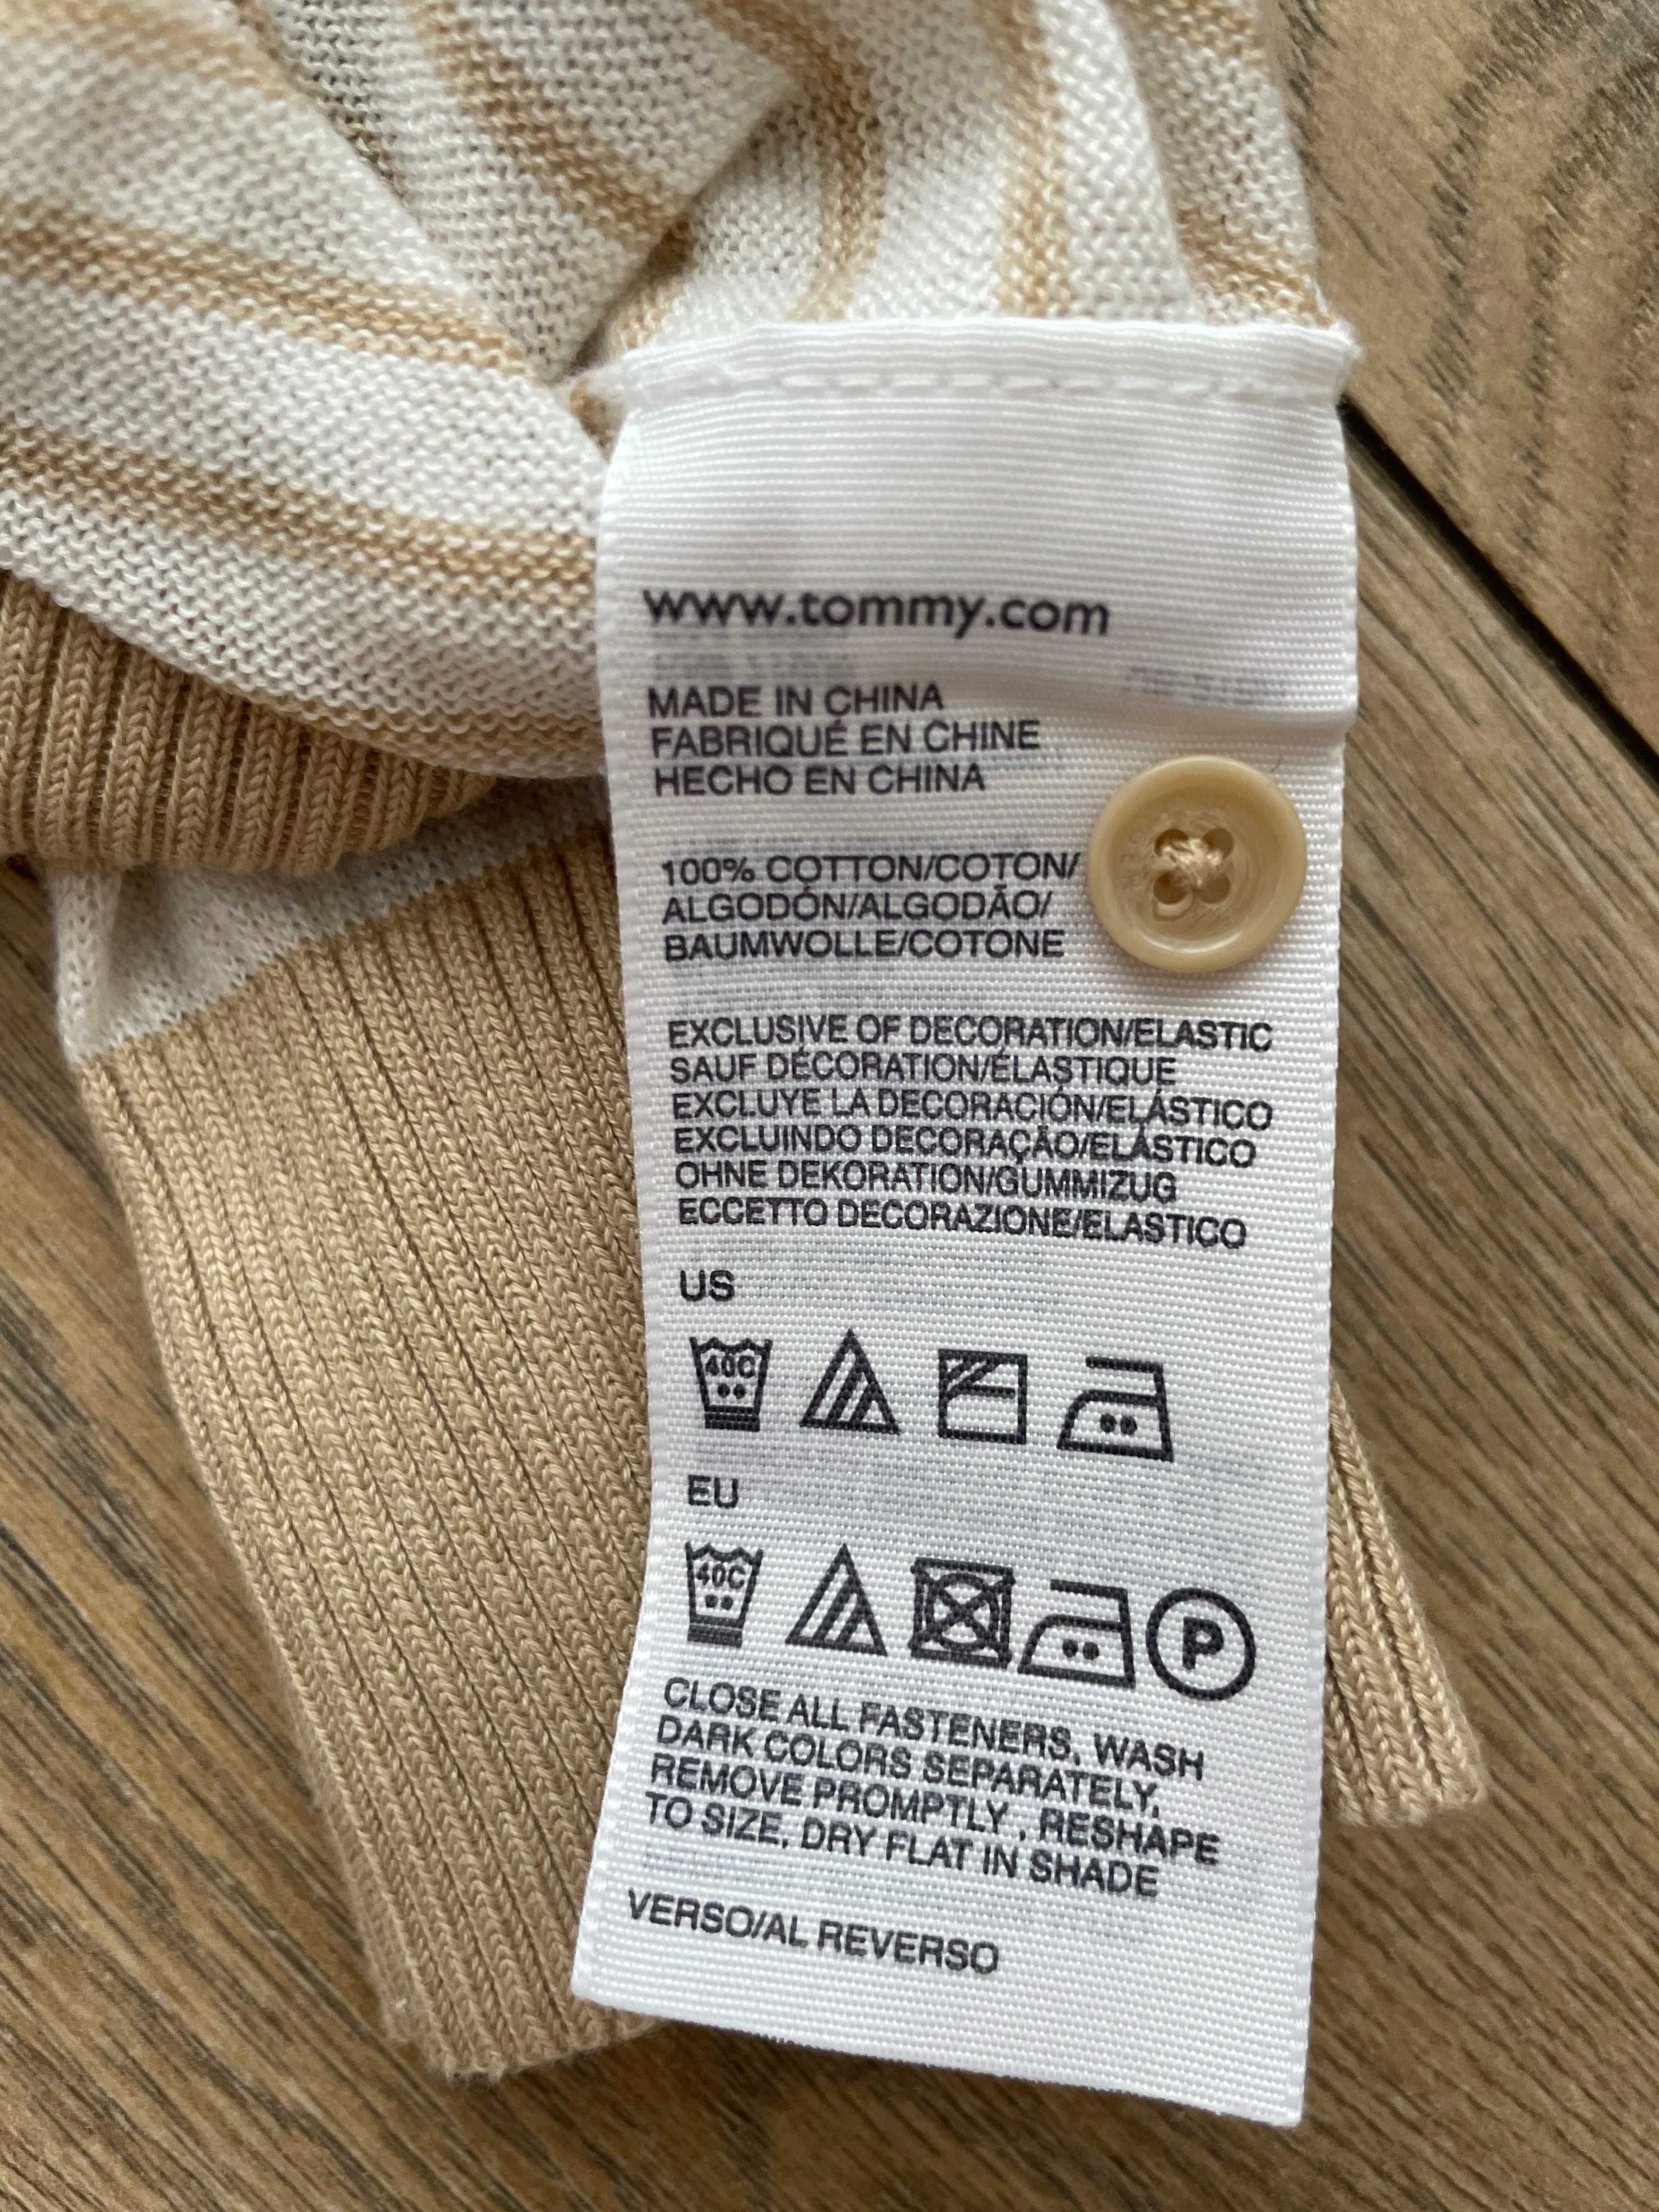 www.tommy.com
MADE IN CHINA
FABRIQUÉ EN CHINE
HECHO EN CHINA
100% COTTON/COTON/
ALGODÓN/ALGODÃO/
BAUMWOLLE/COTONE
EXCLUSIVE OF DECORATION/ELASTIC
SAUF DÉCORATION/ÉLASTIQUE
EXCLUYE LA DECORACIÓN/ELÁSTICO
EXCLUINDO DECORAÇÃO/ELÁSTICO
OHNE DEKORATION/GUMMIZUG
ECCETTO DECORAZIONE/ELASTICO
US
40C
EU
40C
P
CLOSE ALL FASTENERS, WASH
DARK COLORS SEPARATELY,
REMOVE PROMPTLY , RESHAPE
TO SIZE, DRY FLAT IN SHADE
VERSO/AL REVERSO